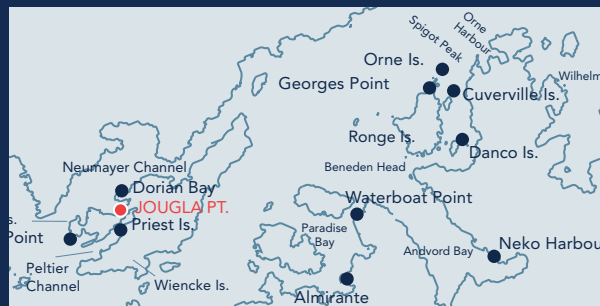 Orne
Harbour
Spigot Peak
Orne Is.
Wilhelm
Georges Point
Cuverville Is.
Ronge Is.
Danco Is.
Beneden Head
Neumayer Channel
Dorian Bay
Waterboat Point
JOUGLA PT.
s.
Priest Is.
Point
Paradise
Bay
Andvord Bay
Neko Harbou
Peltier
Channel
Wiencke Is.
Almirante